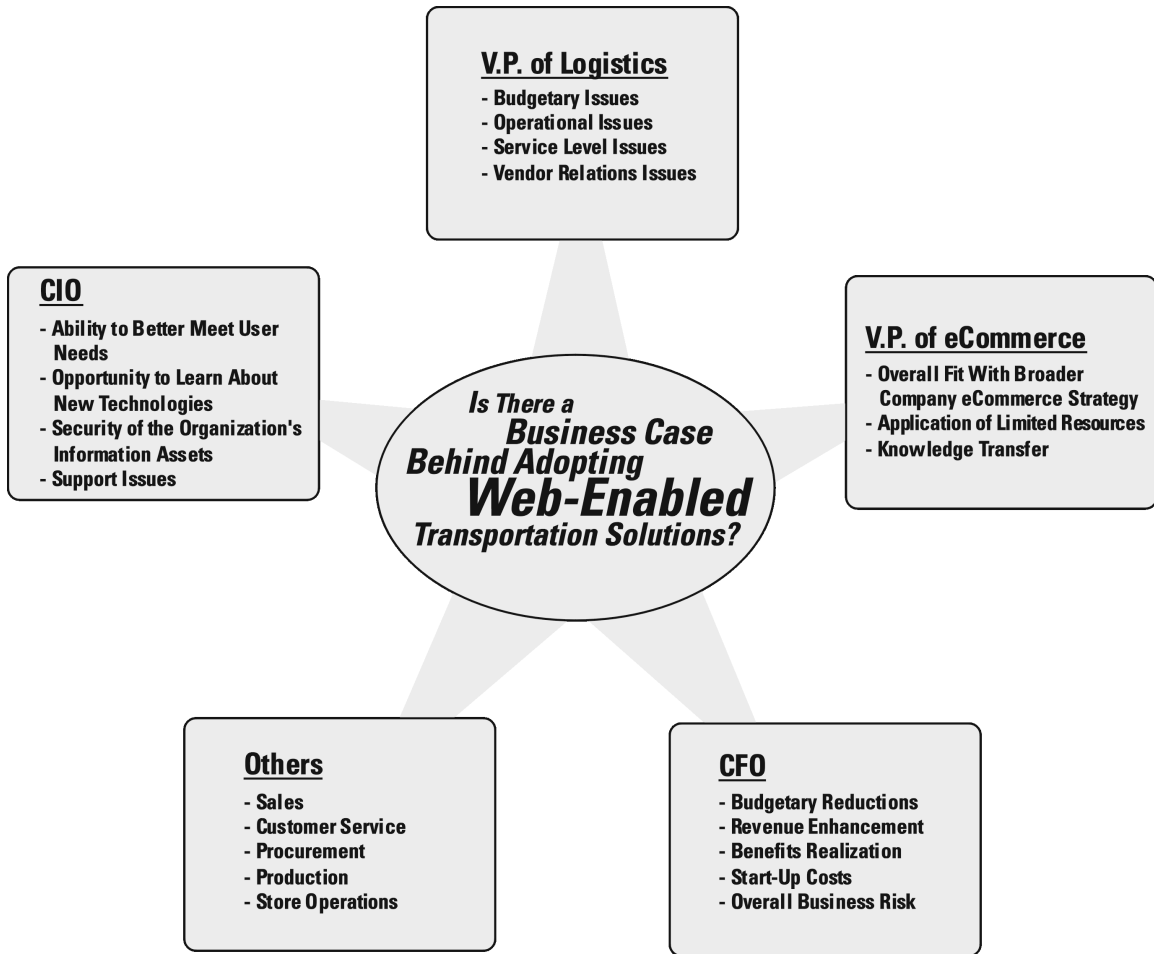 V.P. of Logistics
- Budgetary Issues
- Operational Issues
- Service Level Issues
- Vendor Relations Issues
CIO
- Ability to Better Meet User
Needs
- Opportunity to Learn About
New Technologies
- Security of the Organization's
Information Assets
- Support Issues
V.P. of eCommerce
- Overall Fit With Broader
Company eCommerce Strategy
- Application of Limited Resources
- Knowledge Transfer
Is There a
Business Case
Behind Adopting
Web-Enabled
Transportation Solutions?
Others
- Sales
- Customer Service
- Procurement
- Production
- Store Operations
CFO
- Budgetary Reductions
- Revenue Enhancement
- Benefits Realization
- Start-Up Costs
- Overall Business Risk